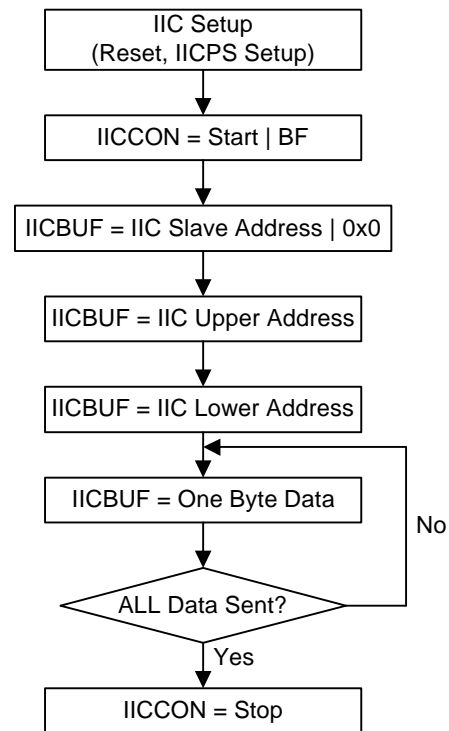 IIC Setup
(Reset, IICPS Setup)
IICCON = Start | BF
IICBUF = IIC Slave Address | 0x0
IICBUF = IIC Upper Address
IICBUF = IIC Lower Address
IICBUF = One Byte Data
No
ALL Data Sent?
Yes
IICCON = Stop